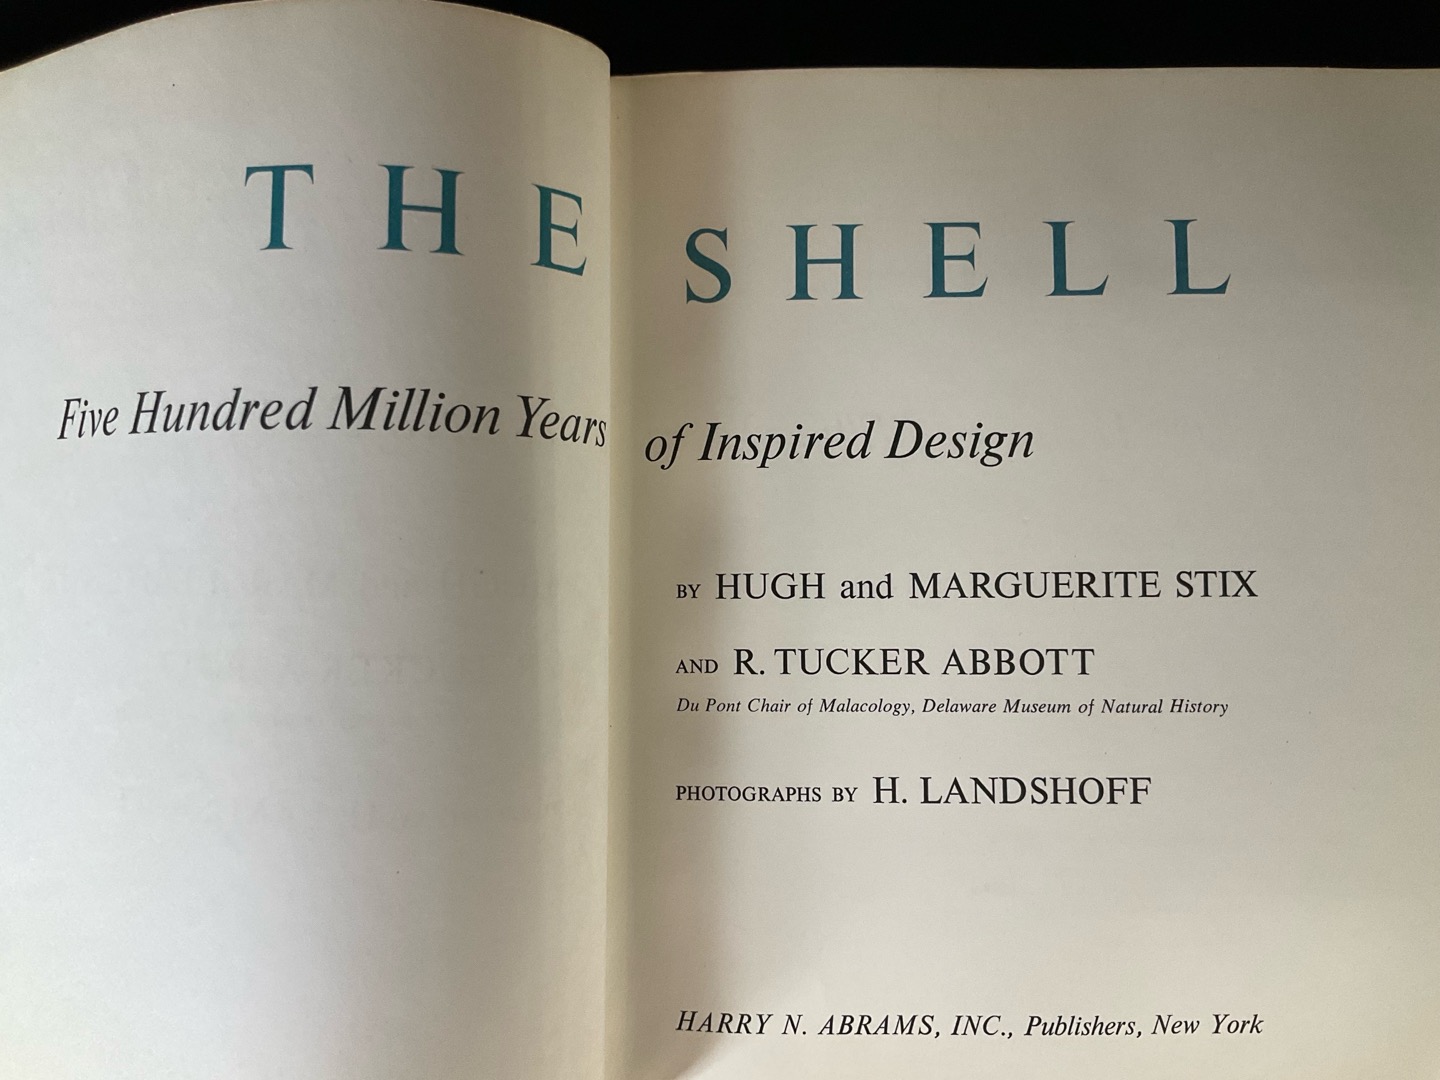 THE SHELL
Five Hundred Million Years of Inspired Design
BY HUGH and MARGUERITE STIX
AND R. TUCKER ABBOTT
Du Pont Chair of Malacology, Delaware Museum of Natural History
PHOTOGRAPHS BY H. LANDSHOFF
HARRY N. ABRAMS, INC., Publishers, New York